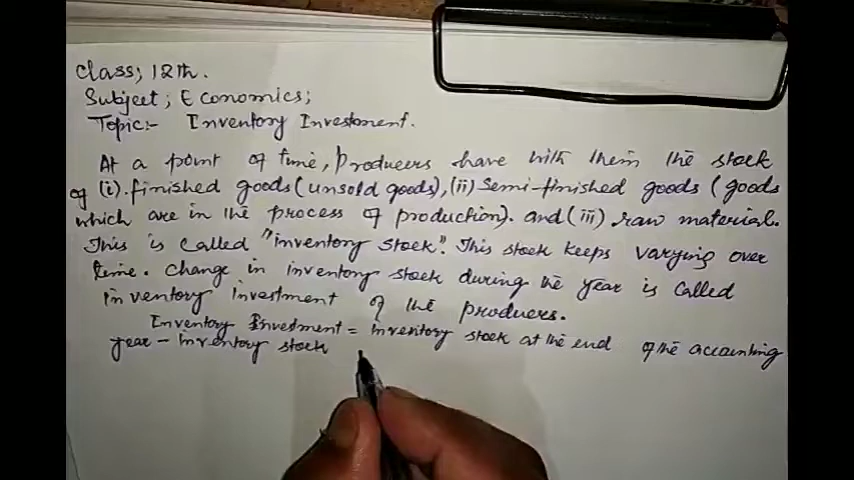 Class; 12th.
Subject; Economics;
Topic:- Inventory Investment.
At a point of time, producers have with them the stock
of (i). finished goods (unsold goods), (ii) Semi-finished goods (goods
which are in the process of production). and (iii) raw material.
This is called "inventory stock". This stock keeps varying over
time. Change in inventory stock during the year is called
inventory investment of the producers.
Inventory Investment = Inventory stock at the end of the accounting
year - inventory stock